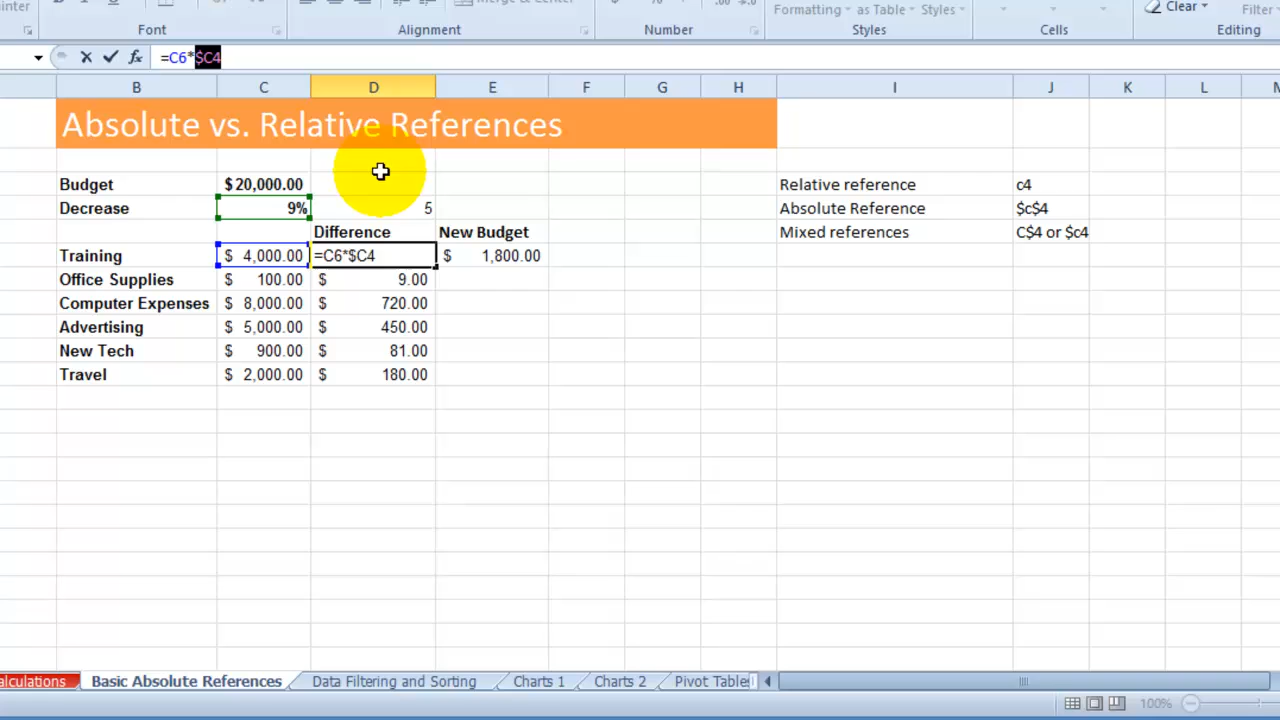 Clear
Formatting as Table Styles Filter
Font Alignment Number Styles Cells Editing
fx =C6*$C4
B C D E F G H I J K L
Absolute vs. Relative References
Budget $20,000.00 Relative reference c4
Decrease 9% 5 Absolute Reference $c$4
Difference New Budget Mixed references C$4 or $c4
Training $ 4,000.00 =C6*$C4 $ 1,800.00
Office Supplies $ 100.00 $ 9.00
Computer Expenses $ 8,000.00 $ 720.00
Advertising $ 5,000.00 $ 450.00
New Tech $ 900.00 $ 81.00
Travel $ 2,000.00 $ 180.00
alculations Basic Absolute References Data Filtering and Sorting Charts 1 Charts 2 Pivot Tables
100%